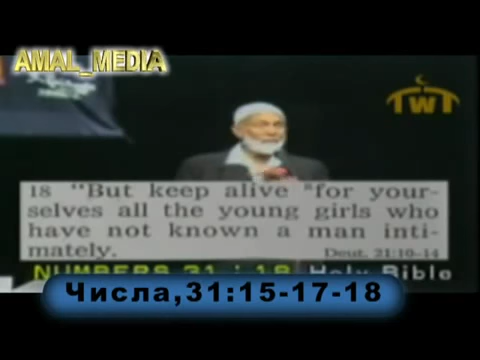 AMAL_MEDIA
TWT
18 "But keep alive "for your-
selves all the young girls who
have not known a man inti-
mately. Deut. 21:10-14
NUMBERS 31 : 18 Holy Bible
Числа,31:15-17-18